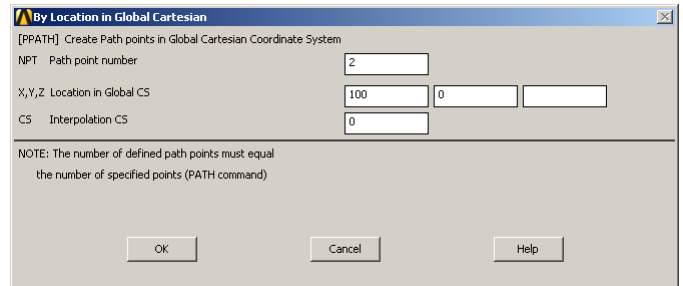 By Location in Global Cartesian
[PPATH] Create Path points in Global Cartesian Coordinate System
NPT Path point number 2
X,Y,Z Location in Global CS 100 0
CS Interpolation CS 0
NOTE: The number of defined path points must equal
the number of specified points (PATH command)
OK Cancel Help